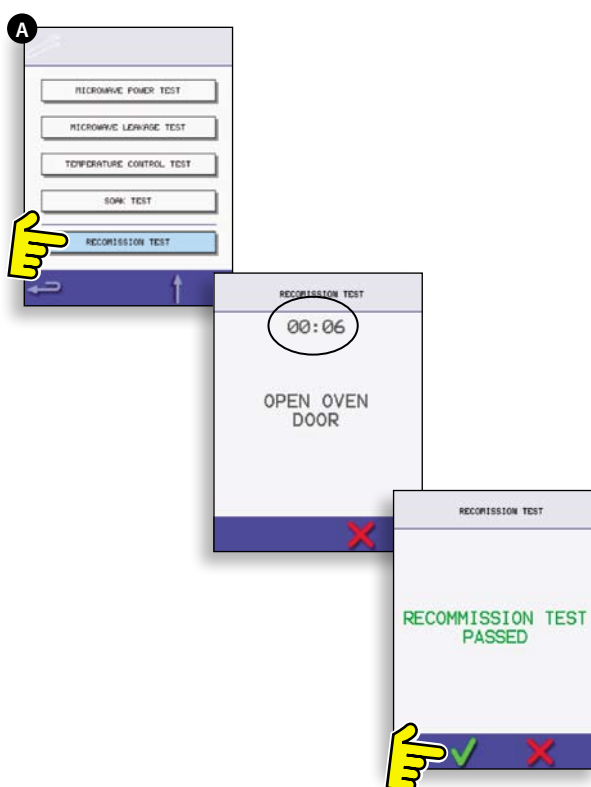 A
MICROWAVE POWER TEST
MICROWAVE LEAKAGE TEST
TEMPERATURE CONTROL TEST
SOAK TEST
RECOMISSION TEST
RECOMISSION TEST
00:06
OPEN OVEN
DOOR
RECOMISSION TEST
RECOMMISSION TEST
PASSED